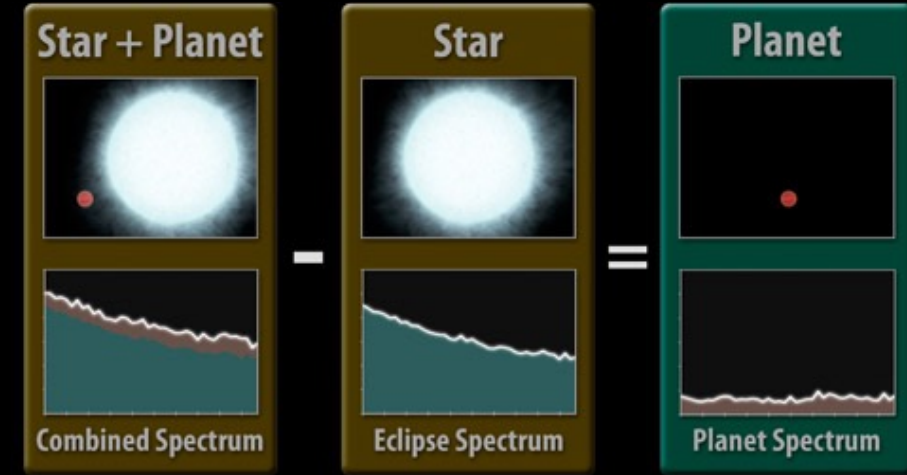 Star + Planet
Star
Planet
-
=
Combined Spectrum
Eclipse Spectrum
Planet Spectrum